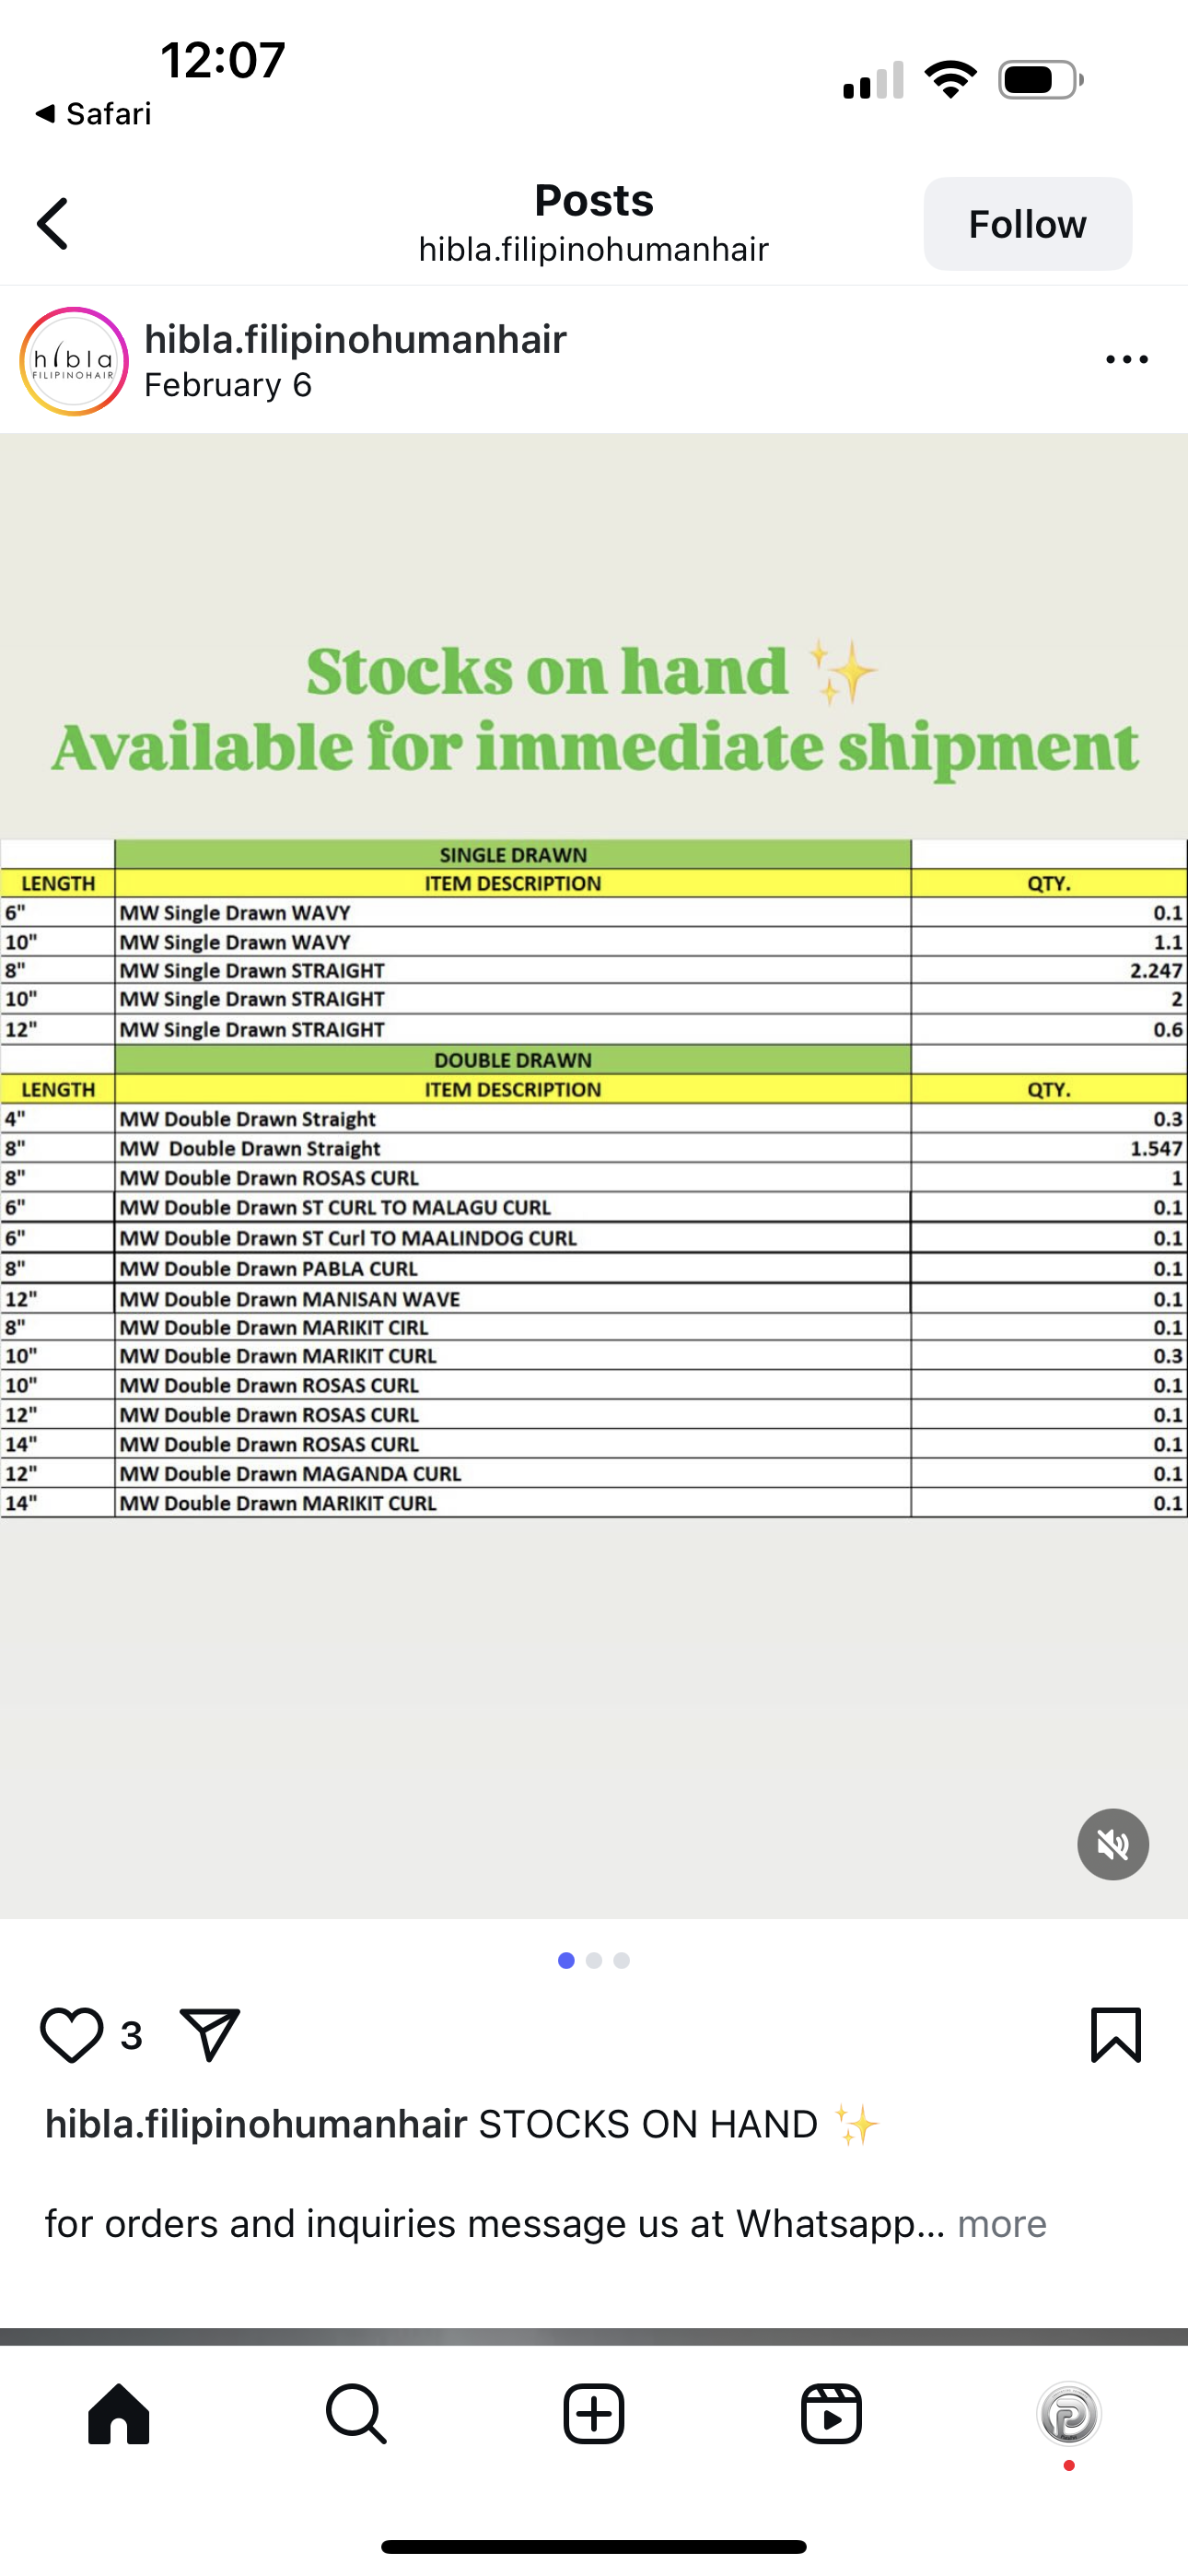 12:07
◀ Safari
Posts
hibla.filipinohumanhair
Follow
hibla
FILIPINOHAIR
hibla.filipinohumanhair
February 6
Stocks on hand ✨
Available for immediate shipment
SINGLE DRAWN
LENGTH ITEM DESCRIPTION QTY.
6" MW Single Drawn WAVY 0.1
10" MW Single Drawn WAVY 1.1
8" MW Single Drawn STRAIGHT 2.247
10" MW Single Drawn STRAIGHT 2
12" MW Single Drawn STRAIGHT 0.6
DOUBLE DRAWN
LENGTH ITEM DESCRIPTION QTY.
4" MW Double Drawn Straight 0.3
8" MW  Double Drawn Straight 1.547
8" MW Double Drawn ROSAS CURL 1
6" MW Double Drawn ST CURL TO MALAGU CURL 0.1
6" MW Double Drawn ST Curl TO MAALINDOG CURL 0.1
8" MW Double Drawn PABLA CURL 0.1
12" MW Double Drawn MANISAN WAVE 0.1
8" MW Double Drawn MARIKIT CIRL 0.1
10" MW Double Drawn MARIKIT CURL 0.3
10" MW Double Drawn ROSAS CURL 0.1
12" MW Double Drawn ROSAS CURL 0.1
14" MW Double Drawn ROSAS CURL 0.1
12" MW Double Drawn MAGANDA CURL 0.1
14" MW Double Drawn MARIKIT CURL 0.1
3
hibla.filipinohumanhair STOCKS ON HAND ✨
for orders and inquiries message us at Whatsapp... more